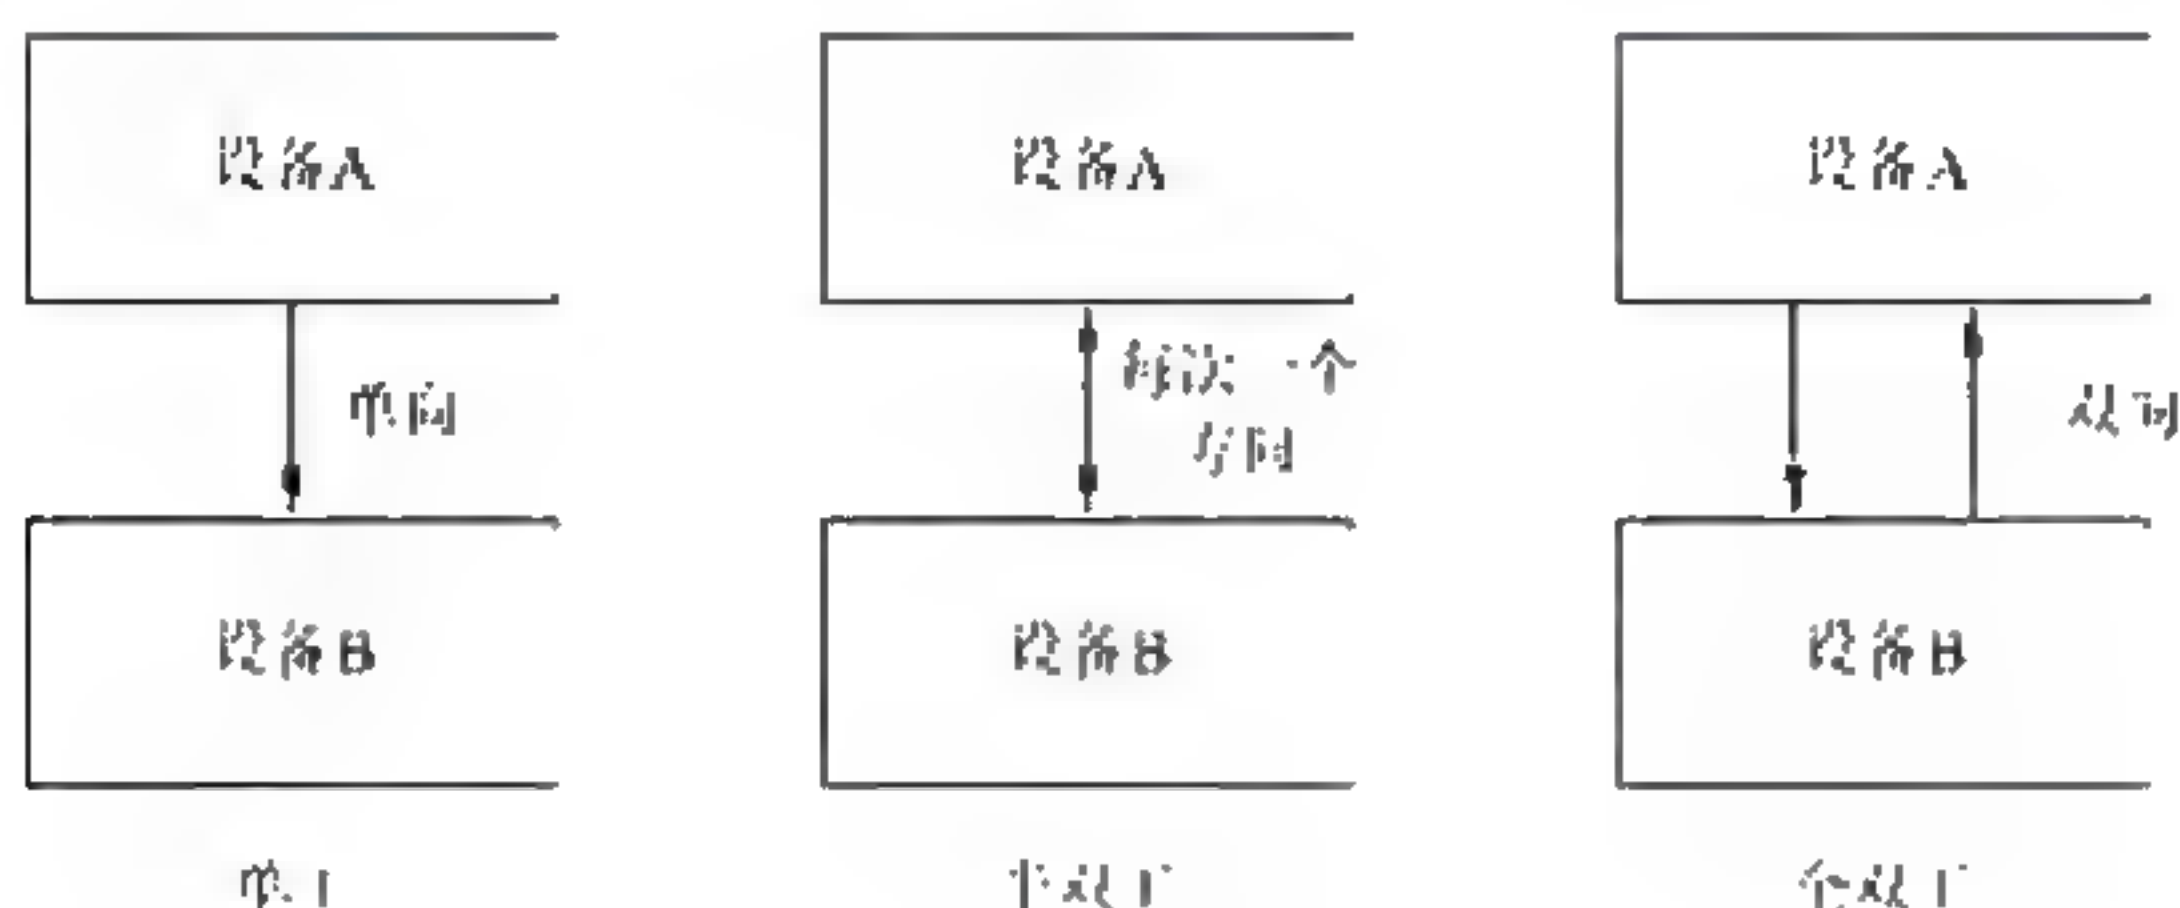 设备A
设备A
设备A
单向
每次一个
方向
双向
设备B
设备B
设备B
单工
半双工
全双工